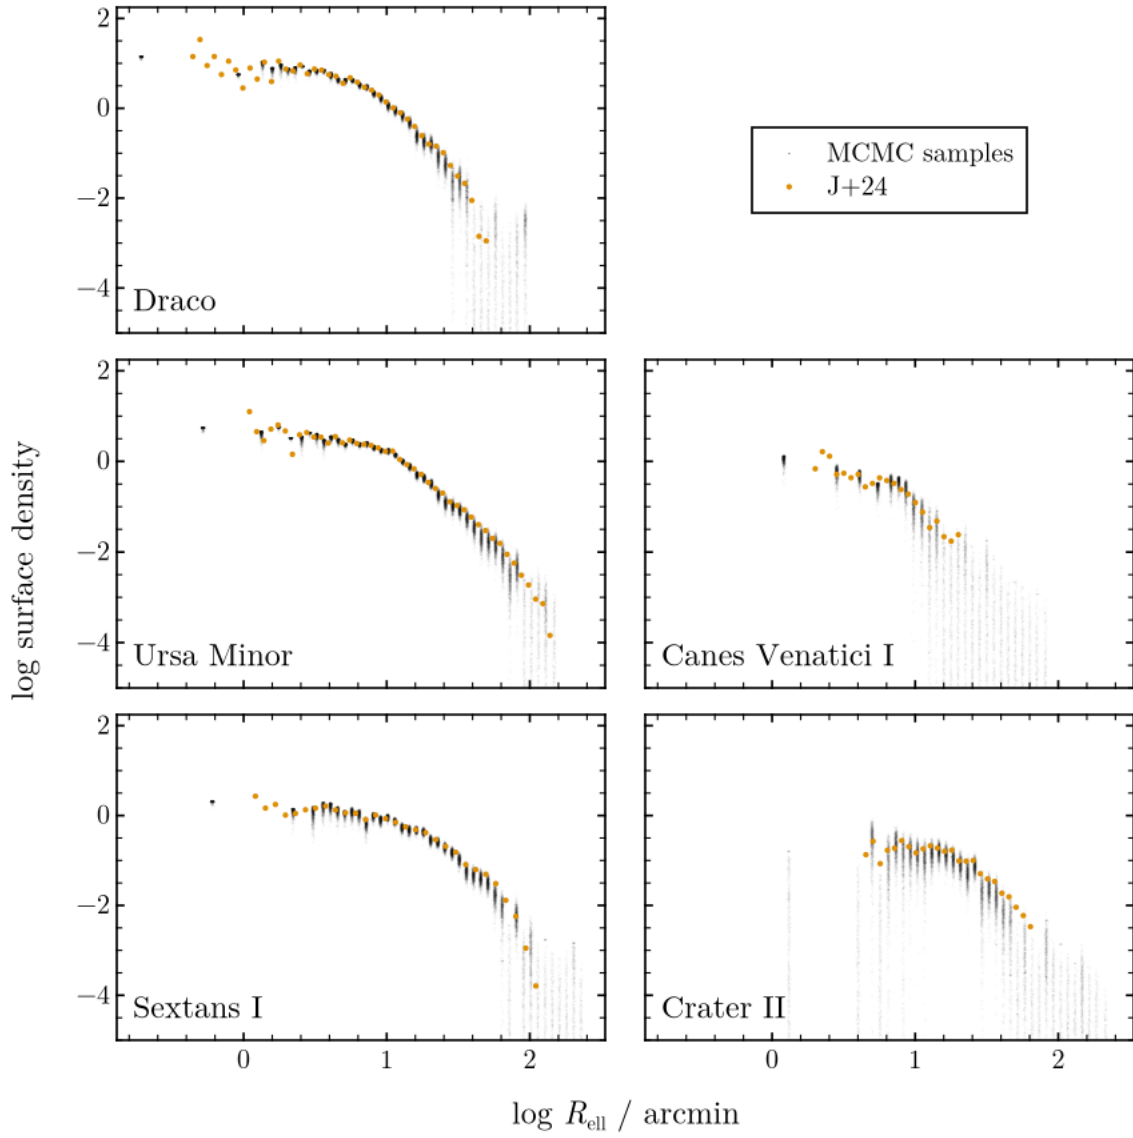 2
0
−2
−4
Draco
MCMC samples
J+24
2
0
−2
−4
Ursa Minor
Canes Venatici I
log surface density
2
0
−2
−4
Sextans I
Crater II
0 1 2
0 1 2
log R_ell / arcmin